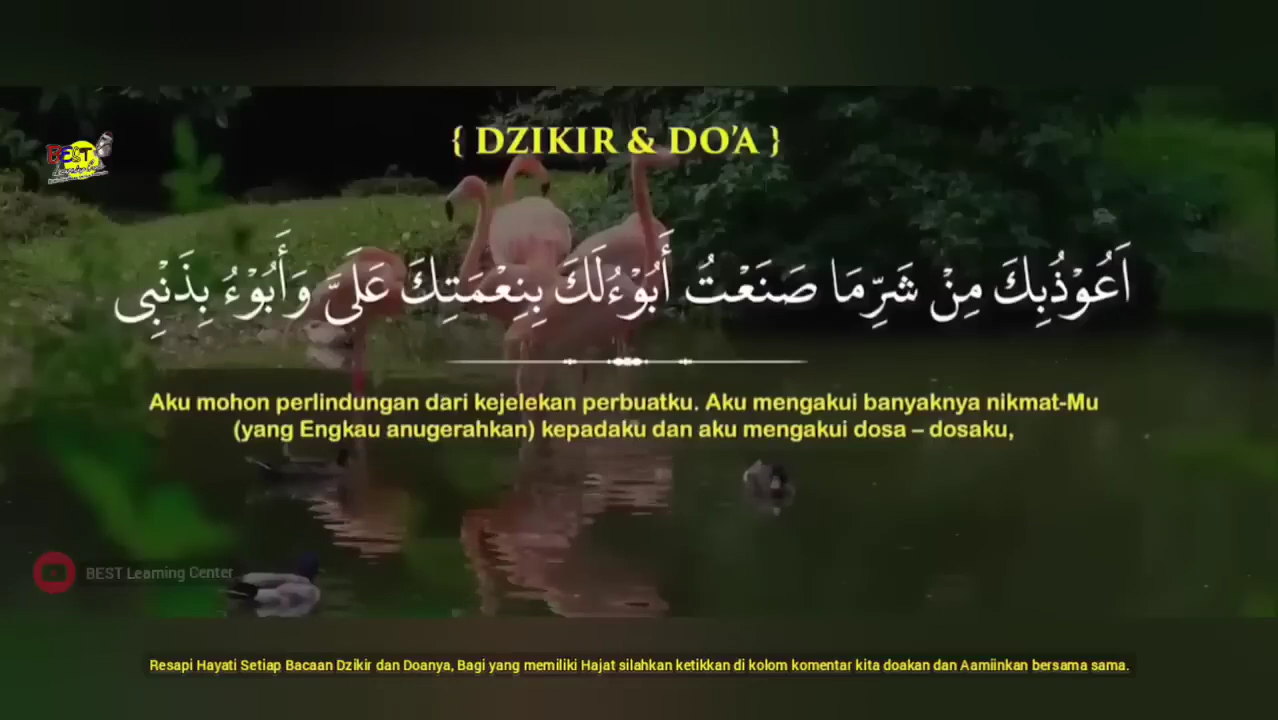 { DZIKIR & DO'A }
BEST
اَعُوْذُبِكَ مِنْ شَرِّمَا صَنَعْتُ أَبُوْءُلَكَ بِنِعْمَتِكَ عَلَىَّ وَأَبُوْءُ بِذَنْبِى
Aku mohon perlindungan dari kejelekan perbuatku. Aku mengakui banyaknya nikmat-Mu
(yang Engkau anugerahkan) kepadaku dan aku mengakui dosa – dosaku,
BEST Learning Center
Resapi Hayati Setiap Bacaan Dzikir dan Doanya, Bagi yang memiliki Hajat silahkan ketikkan di kolom komentar kita doakan dan Aamiinkan bersama sama.